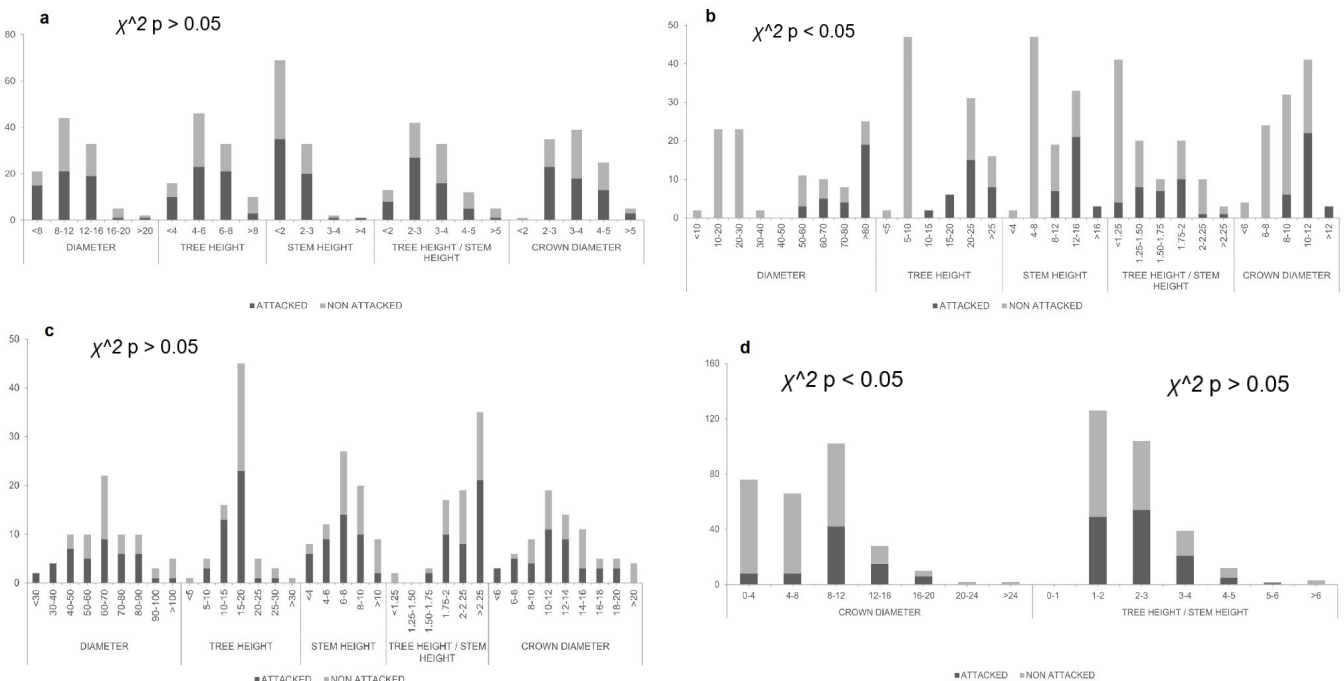 a
χ^2 p > 0.05
80
60
40
20
0
<8 8-12 12-16 16-20 >20 <4 4-6 6-8 >8 <2 2-3 3-4 >4 <2 2-3 3-4 4-5 >5 <2 2-3 3-4 4-5 >5
DIAMETER TREE HEIGHT STEM HEIGHT TREE HEIGHT / STEM HEIGHT CROWN DIAMETER
ATTACKED NON ATTACKED
b
χ^2 p < 0.05
50
40
30
20
10
0
<10 10-20 20-30 30-40 40-50 50-60 60-70 70-80 >80 <5 5-10 10-15 15-20 20-25 >25 <4 4-8 8-12 12-16 >16 <1.25 1.25-1.50 1.50-1.75 1.75-2 2-2.25 >2.25 <6 6-8 8-10 10-12 >12
DIAMETER TREE HEIGHT STEM HEIGHT TREE HEIGHT / STEM HEIGHT CROWN DIAMETER
ATTACKED NON ATTACKED
c
χ^2 p > 0.05
50
40
30
20
10
0
<30 30-40 40-50 50-60 60-70 70-80 80-90 90-100 >100 <5 5-10 10-15 15-20 20-25 25-30 >30 <4 4-6 6-8 8-10 >10 <1.25 1.25-1.50 1.50-1.75 1.75-2 2-2.25 >2.25 <6 6-8 8-10 10-12 12-14 14-16 16-18 18-20 >20
DIAMETER TREE HEIGHT STEM HEIGHT TREE HEIGHT / STEM HEIGHT CROWN DIAMETER
ATTACKED NON ATTACKED
d
χ^2 p < 0.05
χ^2 p > 0.05
160
120
80
40
0
0-4 4-8 8-12 12-16 16-20 20-24 >24 0-1 1-2 2-3 3-4 4-5 5-6 >6
CROWN DIAMETER TREE HEIGHT / STEM HEIGHT
ATTACKED NON ATTACKED